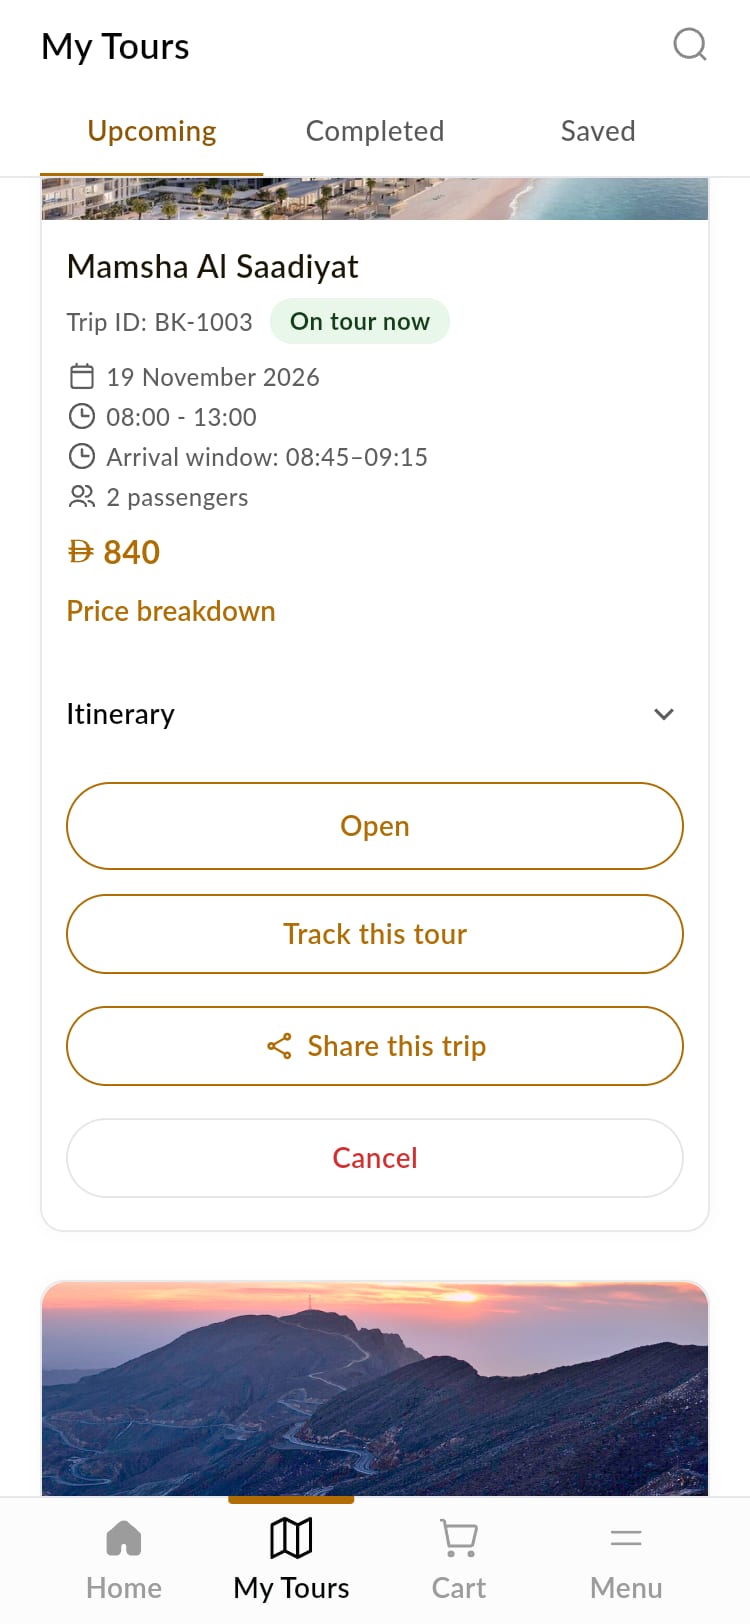 My Tours
Upcoming
Completed
Saved
Mamsha Al Saadiyat
Trip ID: BK-1003
On tour now
19 November 2026
08:00 - 13:00
Arrival window: 08:45–09:15
2 passengers
840
Price breakdown
Itinerary
Open
Track this tour
Share this trip
Cancel
Home
My Tours
Cart
Menu